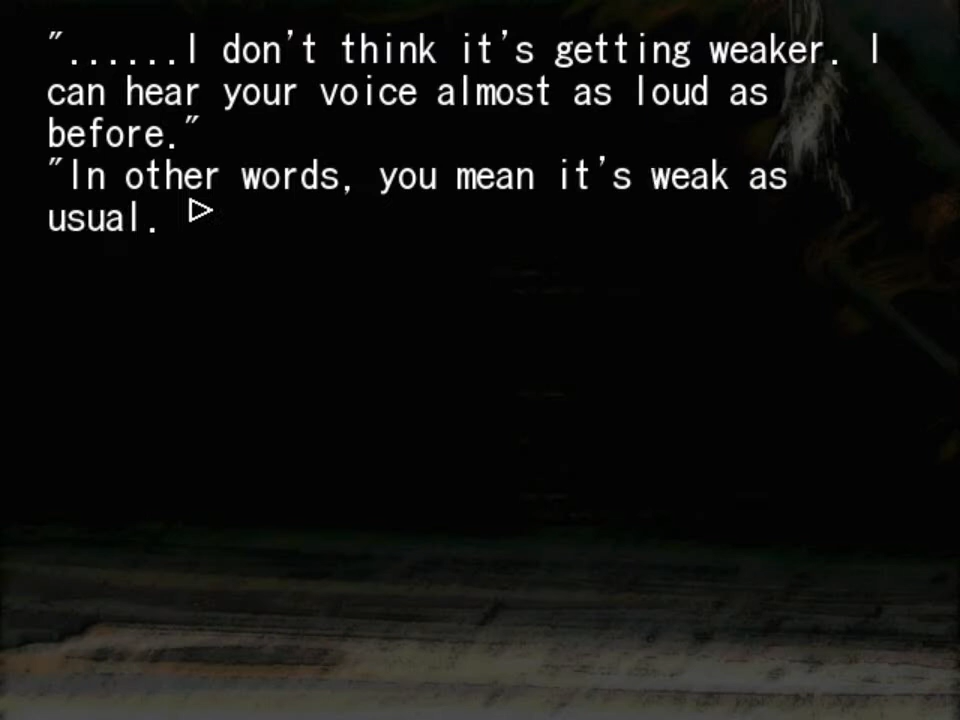 "......I don't think it's getting weaker. I
can hear your voice almost as loud as
before."
"In other words, you mean it's weak as
usual.